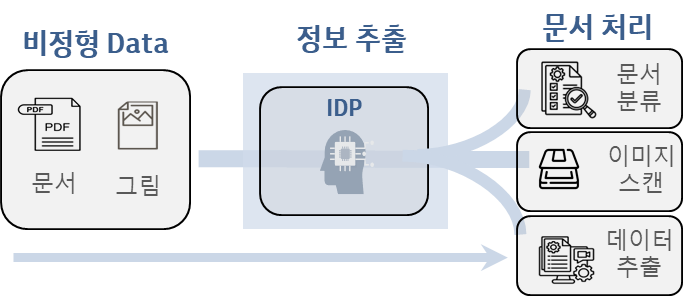 비정형 Data
정보 추출
문서 처리
PDF
PDF
문서
그림
IDP
문서
분류
이미지
스캔
데이터
추출